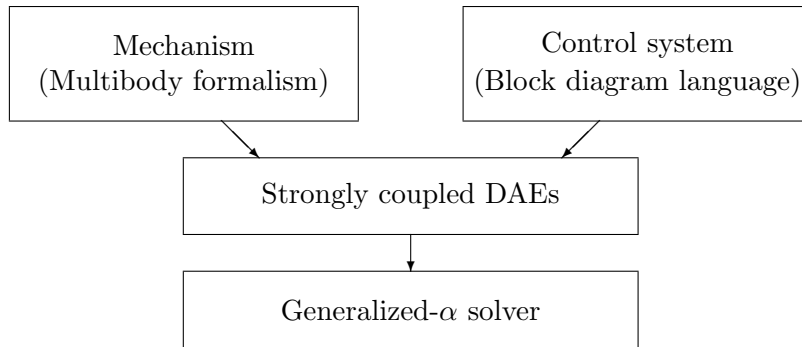 Mechanism
(Multibody formalism)
Control system
(Block diagram language)
Strongly coupled DAEs
Generalized-α solver